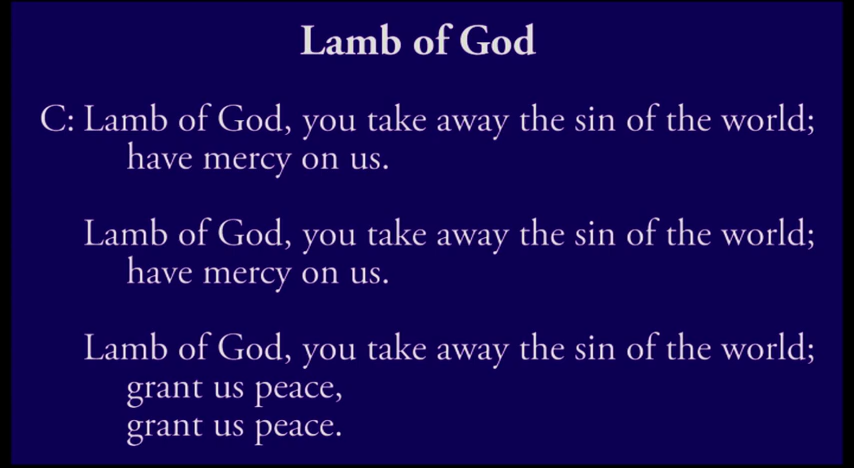 Lamb of God
C: Lamb of God, you take away the sin of the world;
have mercy on us.
Lamb of God, you take away the sin of the world;
have mercy on us.
Lamb of God, you take away the sin of the world;
grant us peace,
grant us peace.